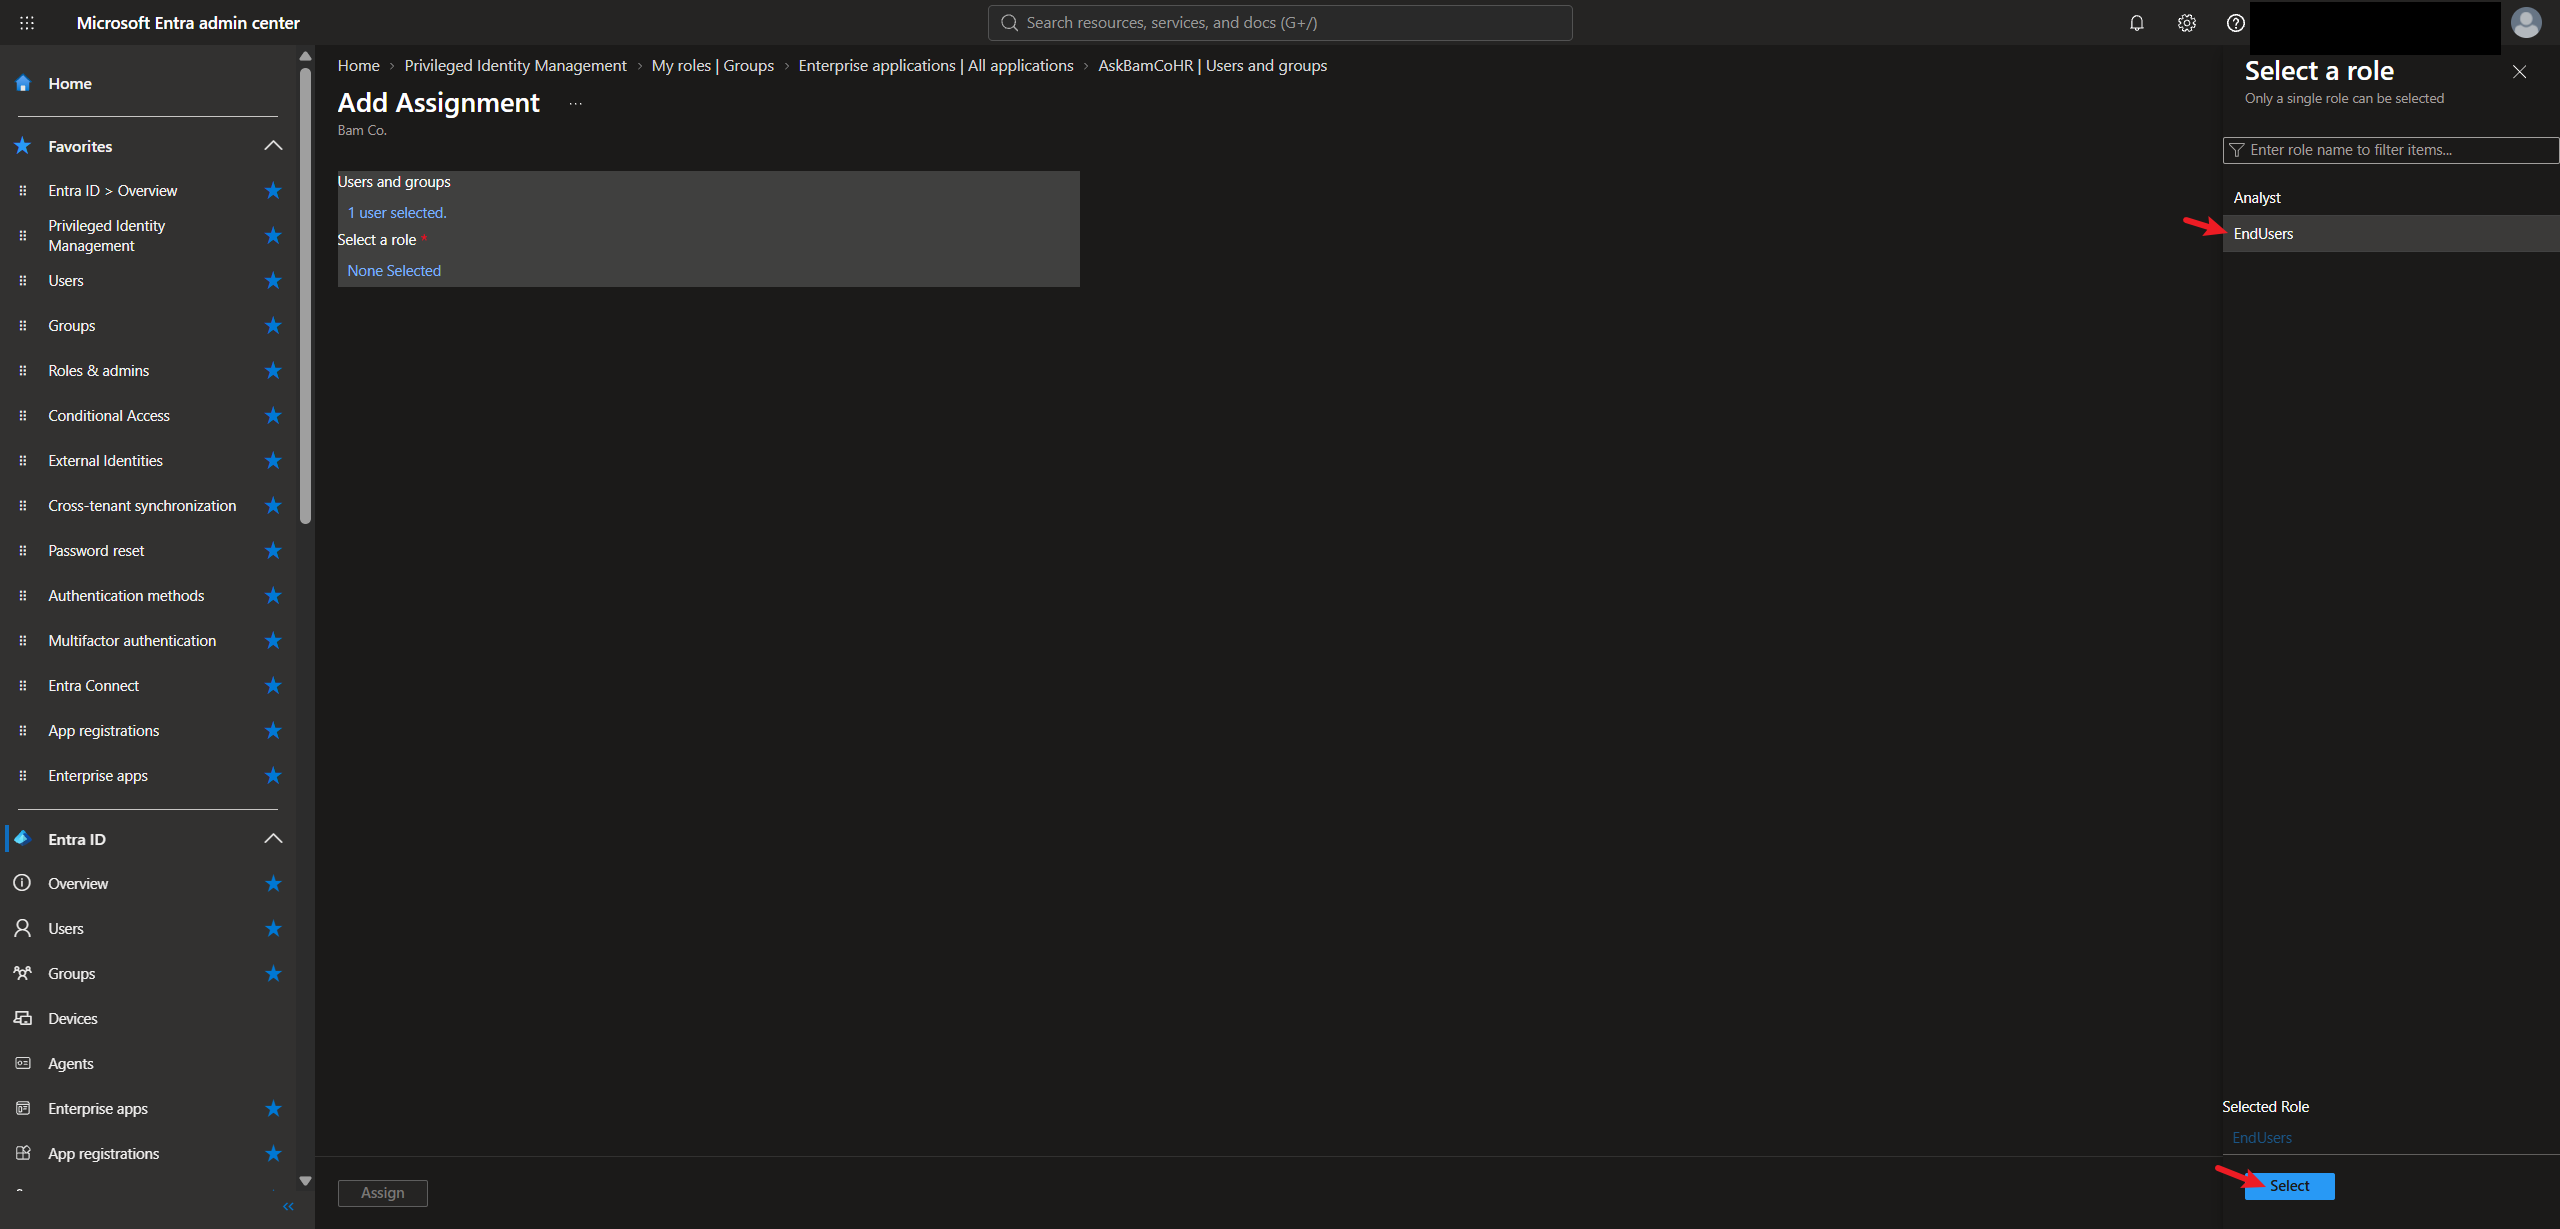 Microsoft Entra admin center
Search resources, services, and docs (G+/)
Home
Favorites
Entra ID > Overview
Privileged Identity
Management
Users
Groups
Roles & admins
Conditional Access
External Identities
Cross-tenant synchronization
Password reset
Authentication methods
Multifactor authentication
Entra Connect
App registrations
Enterprise apps
Entra ID
Overview
Users
Groups
Devices
Agents
Enterprise apps
App registrations
Home > Privileged Identity Management > My roles | Groups > Enterprise applications | All applications > AskBamCoHR | Users and groups
Add Assignment ...
Bam Co.
Users and groups
1 user selected.
Select a role *
None Selected
Assign
Select a role
Only a single role can be selected
Enter role name to filter items...
Analyst
EndUsers
Selected Role
EndUsers
Select